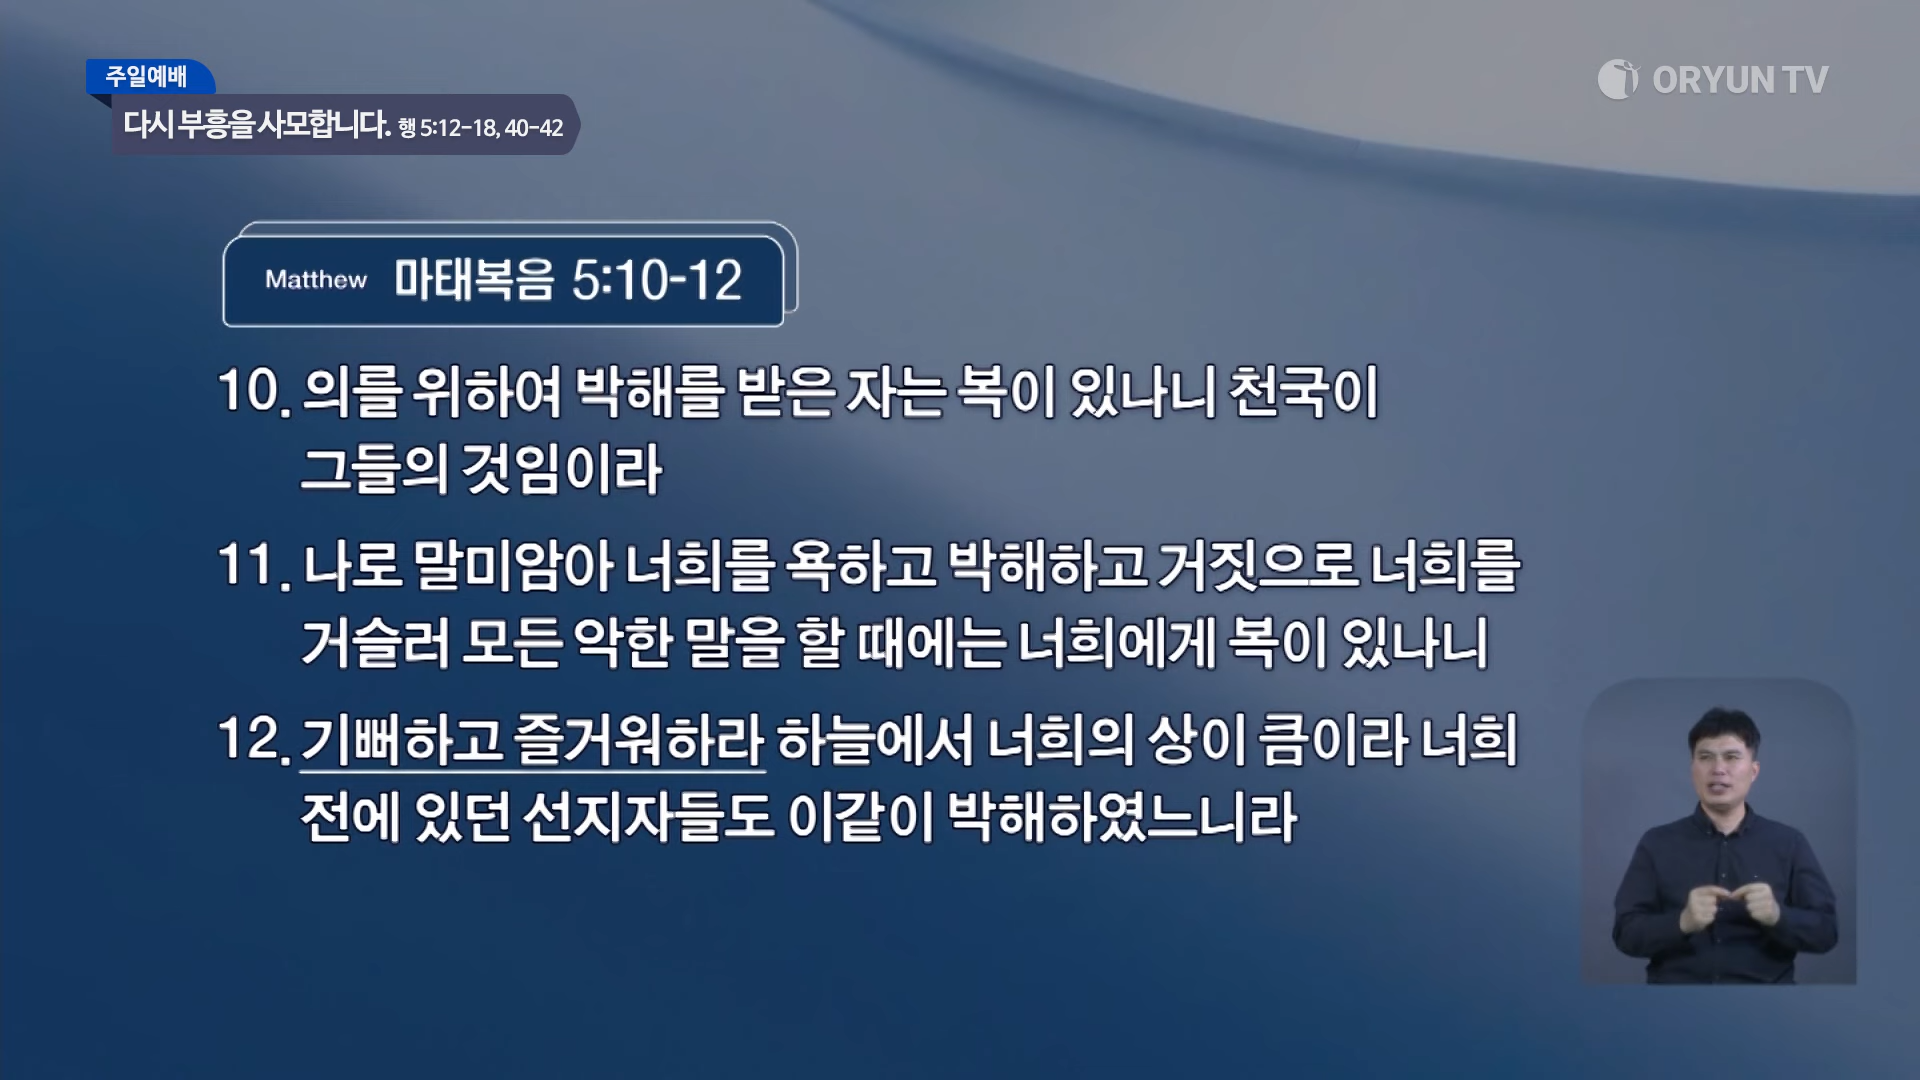 주일예배
다시 부흥을 사모합니다. 행 5:12-18, 40-42
ORYUN TV
Matthew 마태복음 5:10-12
10. 의를 위하여 박해를 받은 자는 복이 있나니 천국이
그들의 것임이라
11. 나로 말미암아 너희를 욕하고 박해하고 거짓으로 너희를
거슬러 모든 악한 말을 할 때에는 너희에게 복이 있나니
12. 기뻐하고 즐거워하라 하늘에서 너희의 상이 큼이라 너희
전에 있던 선지자들도 이같이 박해하였느니라